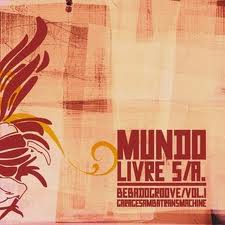 MUNDO
LIVRE S/A.
BEBADOGROOVE/VOL.1
GARAGESAMBATRANSMACHINE